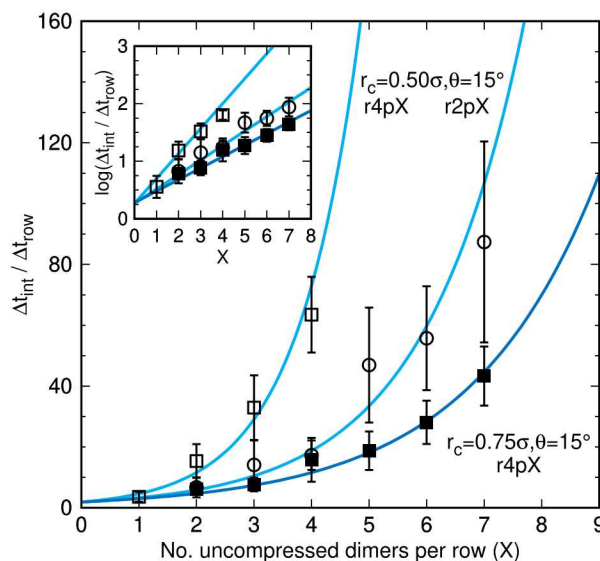 160
120
80
40
0
Δt_int / Δt_row
0 1 2 3 4 5 6 7 8 9
No. uncompressed dimers per row (X)
r_c=0.50σ,θ=15°
r4pX r2pX
r_c=0.75σ,θ=15°
r4pX
3
2
1
0
log(Δt_int / Δt_row)
0 1 2 3 4 5 6 7 8
X